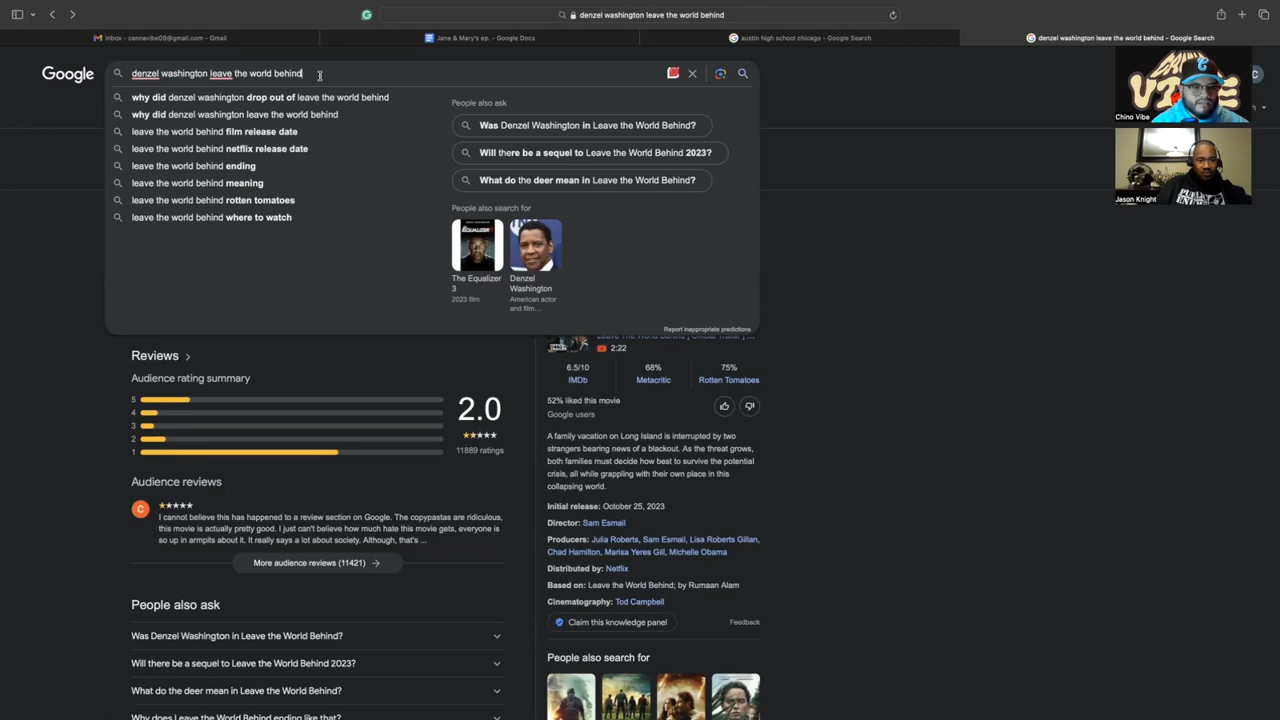 denzel washington leave the world behind
Inbox - cannavibe09@gmail.com - Gmail
Jane & Mary's ep. - Google Docs
austin high school chicago - Google Search
denzel washington leave the world behind - Google Search
Google
denzel washington leave the world behind
why did denzel washington drop out of leave the world behind
why did denzel washington leave the world behind
leave the world behind film release date
leave the world behind netflix release date
leave the world behind ending
leave the world behind meaning
leave the world behind rotten tomatoes
leave the world behind where to watch
People also ask
Was Denzel Washington in Leave the World Behind?
Will there be a sequel to Leave the World Behind 2023?
What do the deer mean in Leave the World Behind?
People also search for
The Equalizer
3
2023 film
Denzel
Washington
American actor
and film...
Report inappropriate predictions
Chino Vibe
Jason Knight
Reviews
Audience rating summary
5
4
3
2
1
2.0
11889 ratings
Audience reviews
C
I cannot believe this has happened to a review section on Google. The copypastas are ridiculous,
this movie is actually pretty good. I just can't believe how much hate this movie gets, everyone is
so up in armpits about it. It really says a lot about society. Although, that's ...
More audience reviews (11421)
People also ask
Was Denzel Washington in Leave the World Behind?
Will there be a sequel to Leave the World Behind 2023?
What do the deer mean in Leave the World Behind?
Why does Leave the World Behind ending like that?
2:22
6.5/10
IMDb
68%
Metacritic
75%
Rotten Tomatoes
52% liked this movie
Google users
A family vacation on Long Island is interrupted by two
strangers bearing news of a blackout. As the threat grows,
both families must decide how best to survive the potential
crisis, all while grappling with their own place in this
collapsing world.
Initial release: October 25, 2023
Director: Sam Esmail
Producers: Julia Roberts, Sam Esmail, Lisa Roberts Gillan,
Chad Hamilton, Marisa Yeres Gill, Michelle Obama
Distributed by: Netflix
Based on: Leave the World Behind; by Rumaan Alam
Cinematography: Tod Campbell
Claim this knowledge panel
Feedback
People also search for